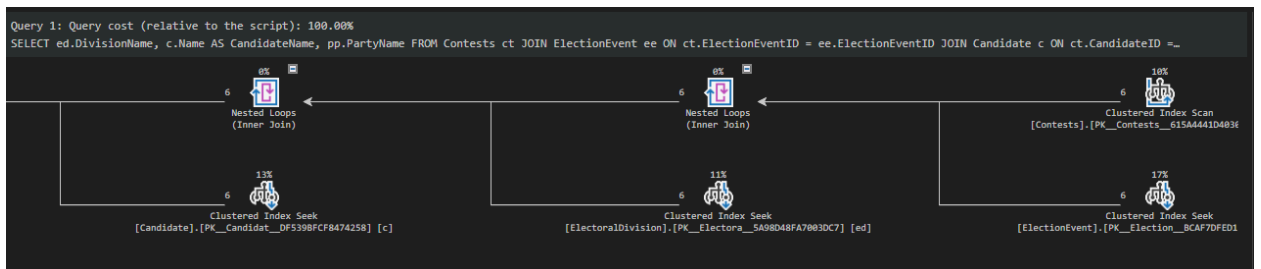 Query 1: Query cost (relative to the script): 100.00%
SELECT ed.DivisionName, c.Name AS CandidateName, pp.PartyName FROM Contests ct JOIN ElectionEvent ee ON ct.ElectionEventID = ee.ElectionEventID JOIN Candidate c ON ct.CandidateID =…
0%
6
Nested Loops
(Inner Join)
0%
6
Nested Loops
(Inner Join)
10%
6
Clustered Index Scan
[Contests].[PK__Contests__615A4441D4036
13%
6
Clustered Index Seek
[Candidate].[PK__Candidat__DF539BFCF8474258] [c]
11%
6
Clustered Index Seek
[ElectoralDivision].[PK__Electora__5A98D48FA7003DC7] [ed]
17%
6
Clustered Index Seek
[ElectionEvent].[PK__Election__BCAF7DFED1